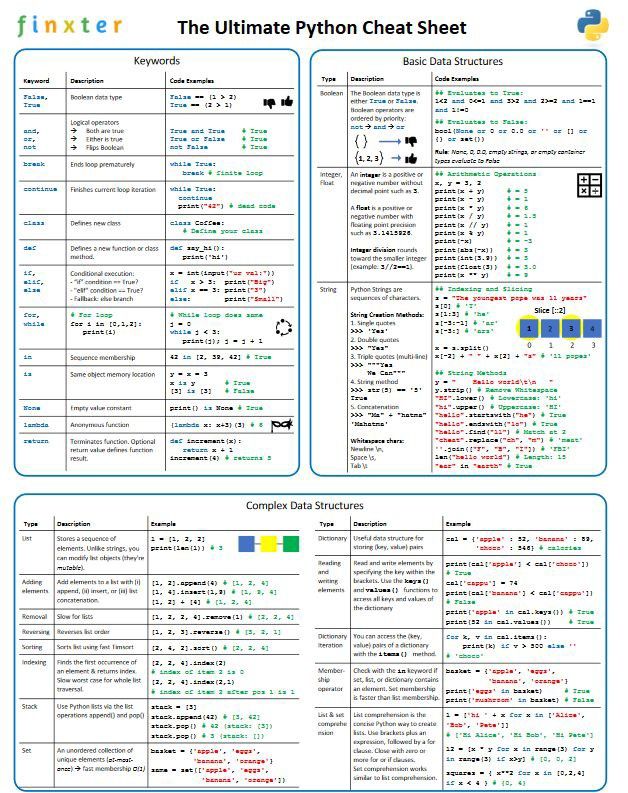 finxter
The Ultimate Python Cheat Sheet
Keywords
Keyword Description Code Examples
False,
True
Boolean data type
False == (1 > 2)
True == (2 > 1)
and,
or,
not
Logical operators
→ Both are true
→ Either is true
→ Flips Boolean
True and True # True
True or False # True
not False # True
break
Ends loop prematurely
while True:
break # finite loop
continue
Finishes current loop iteration
while True:
continue
print("42") # dead code
class
Defines new class
class Coffee:
# Define your class
def
Defines a new function or class
method.
def say_hi():
print('hi')
if,
elif,
else
Conditional execution:
- "if" condition == True?
- "elif" condition == True?
- Fallback: else branch
x = int(input("ur val:"))
if x > 3: print("Big")
elif x == 3: print("3")
else: print("Small")
for,
while
# For loop
for i in [0,1,2]:
print(i)
# While loop does same
j = 0
while j < 3:
print(j); j = j + 1
in
Sequence membership
42 in [2, 39, 42] # True
is
Same object memory location
y = x = 3
x is y # True
[3] is [3] # False
None
Empty value constant
print() is None # True
lambda
Anonymous function
(lambda x: x+3)(3) # 6
return
Terminates function. Optional
return value defines function
result.
def increment(x):
return x + 1
increment(4) # returns 5
Basic Data Structures
Type Description Code Examples
Boolean
The Boolean data type is
either True or False.
Boolean operators are
ordered by priority:
not → and → or
{ } →
{1, 2, 3} →
## Evaluates to True:
1<2 and 0<=1 and 3>2 and 2>=2 and 1==1
and 1!=0
## Evaluates to False:
bool(None or 0 or 0.0 or '' or [] or
{} or set())
Rule: None, 0, 0.0, empty strings, or empty container
types evaluate to False
Integer,
Float
An integer is a positive or
negative number without
decimal point such as 3.
A float is a positive or
negative number with
floating point precision
such as 3.1415926.
Integer division rounds
toward the smaller integer
(example: 3//2==1).
## Arithmetic Operations
x, y = 3, 2
print(x + y) # = 5
print(x - y) # = 1
print(x * y) # = 6
print(x / y) # = 1.5
print(x // y) # = 1
print(x % y) # = 1
print(-x) # = -3
print(abs(-x)) # = 3
print(int(3.9)) # = 3
print(float(3)) # = 3.0
print(x ** y) # = 9
String
Python Strings are
sequences of characters.
String Creation Methods:
1. Single quotes
>>> 'Yes'
2. Double quotes
>>> "Yes"
3. Triple quotes (multi-line)
>>> """Yes
We Can"""
4. String method
>>> str(5) == '5'
True
5. Concatenation
>>> "Ma" + "hatma"
'Mahatma'
Whitespace chars:
Newline \n,
Space \s,
Tab \t
## Indexing and Slicing
s = "The youngest pope was 11 years"
s[0] # 'T'
s[1:3] # 'he'
s[-3:-1] # 'ar'
s[-3:] # 'ars'
Slice [::2]
1 2 3 4
0 1 2 3
x = s.split()
x[-2] + " " + x[2] + "s" # '11 popes'
## String Methods
y = " Hello world\t\n "
y.strip() # Remove Whitespace
"HI".lower() # Lowercase: 'hi'
"hi".upper() # Uppercase: 'HI'
"hello".startswith("he") # True
"hello".endswith("lo") # True
"hello".find("ll") # Match at 2
"cheat".replace("ch", "m") # 'meat'
''.join(["F", "B", "I"]) # 'FBI'
len("hello world") # Length: 15
"ear" in "earth" # True
Complex Data Structures
Type Description Example
List
Stores a sequence of
elements. Unlike strings, you
can modify list objects (they're
mutable).
l = [1, 2, 2]
print(len(l)) # 3
Adding
elements
Add elements to a list with (i)
append, (ii) insert, or (iii) list
concatenation.
[1, 2].append(4) # [1, 2, 4]
[1, 4].insert(1,9) # [1, 9, 4]
[1, 2] + [4] # [1, 2, 4]
Removal
Slow for lists
[1, 2, 2, 4].remove(1) # [2, 2, 4]
Reversing
Reverses list order
[1, 2, 3].reverse() # [3, 2, 1]
Sorting
Sorts list using fast Timsort
[2, 4, 2].sort() # [2, 2, 4]
Indexing
Finds the first occurrence of
an element & returns index.
Slow worst case for whole list
traversal.
[2, 2, 4].index(2)
# index of item 2 is 0
[2, 2, 4].index(2,1)
# index of item 2 after pos 1 is 1
Stack
Use Python lists via the list
operations append() and pop()
stack = [3]
stack.append(42) # [3, 42]
stack.pop() # 42 (stack: [3])
stack.pop() # 3 (stack: [])
Set
An unordered collection of
unique elements (at-most-
once) → fast membership O(1)
basket = {'apple', 'eggs',
'banana', 'orange'}
same = set(['apple', 'eggs',
'banana', 'orange'])
Type Description Example
Dictionary
Useful data structure for
storing (key, value) pairs
cal = {'apple' : 52, 'banana' : 89,
'choco' : 546} # calories
Reading
and
writing
elements
Read and write elements by
specifying the key within the
brackets. Use the keys()
and values() functions to
access all keys and values of
the dictionary
print(cal['apple'] < cal['choco'])
# True
cal['cappu'] = 74
print(cal['banana'] < cal['cappu'])
# False
print('apple' in cal.keys()) # True
print(52 in cal.values()) # True
Dictionary
Iteration
You can access the (key,
value) pairs of a dictionary
with the items() method.
for k, v in cal.items():
print(k) if v > 500 else ''
# 'choco'
Member-
ship
operator
Check with the in keyword if
set, list, or dictionary contains
an element. Set membership
is faster than list membership.
basket = {'apple', 'eggs',
'banana', 'orange'}
print('eggs' in basket) # True
print('mushroom' in basket) # False
List & set
comprehe
nsion
List comprehension is the
concise Python way to create
lists. Use brackets plus an
expression, followed by a for
clause. Close with zero or
more for or if clauses.
Set comprehension works
similar to list comprehension.
l = ['hi ' + x for x in ['Alice',
'Bob', 'Pete']]
# ['Hi Alice', 'Hi Bob', 'Hi Pete']
l2 = [x * y for x in range(3) for y
in range(3) if x>y] # [0, 0, 2]
squares = { x**2 for x in [0,2,4]
if x < 4 } # {0, 4}